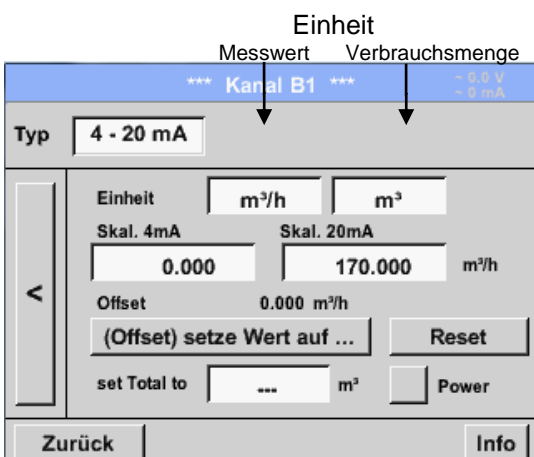 Einheit
Messwert Verbrauchsmenge
*** Kanal B1 *** ~ 0.0 V
~ 0 mA
Typ 4 - 20 mA
Einheit m³/h m³
Skal. 4mA Skal. 20mA
< 0.000 170.000 m³/h
Offset 0.000 m³/h
(Offset) setze Wert auf ... Reset
set Total to --- m³ Power
Zurück Info